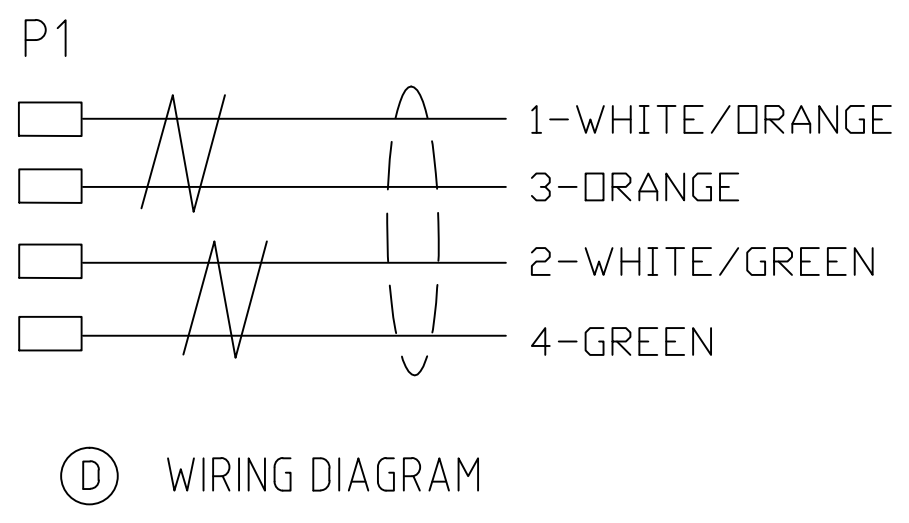 P1
1-WHITE/ORANGE
3-ORANGE
2-WHITE/GREEN
4-GREEN
D WIRING DIAGRAM